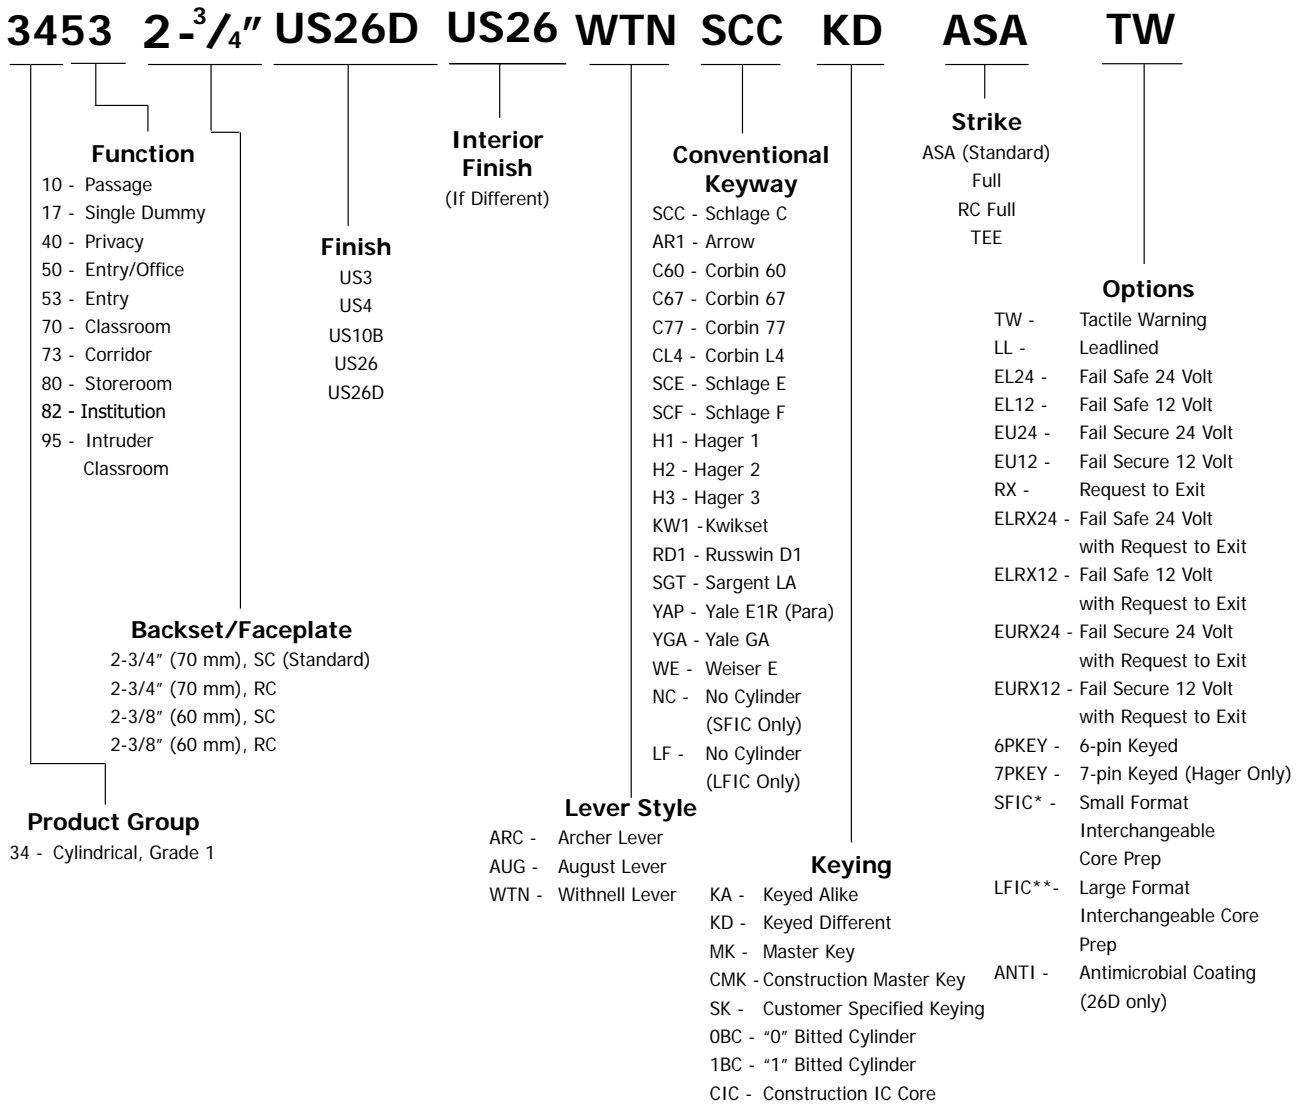 3453 2-3/4" US26D US26 WTN SCC KD ASA TW
Function
10 - Passage
17 - Single Dummy
40 - Privacy
50 - Entry/Office
53 - Entry
70 - Classroom
73 - Corridor
80 - Storeroom
82 - Institution
95 - Intruder
Classroom
Backset/Faceplate
2-3/4" (70 mm), SC (Standard)
2-3/4" (70 mm), RC
2-3/8" (60 mm), SC
2-3/8" (60 mm), RC
Product Group
34 - Cylindrical, Grade 1
Finish
US3
US4
US10B
US26
US26D
Interior
Finish
(If Different)
Lever Style
ARC - Archer Lever
AUG - August Lever
WTN - Withnell Lever
Conventional
Keyway
SCC - Schlage C
AR1 - Arrow
C60 - Corbin 60
C67 - Corbin 67
C77 - Corbin 77
CL4 - Corbin L4
SCE - Schlage E
SCF - Schlage F
H1 - Hager 1
H2 - Hager 2
H3 - Hager 3
KW1 - Kwikset
RD1 - Russwin D1
SGT - Sargent LA
YAP - Yale E1R (Para)
YGA - Yale GA
WE - Weiser E
NC - No Cylinder
(SFIC Only)
LF - No Cylinder
(LFIC Only)
Keying
KA - Keyed Alike
KD - Keyed Different
MK - Master Key
CMK - Construction Master Key
SK - Customer Specified Keying
0BC - "0" Bitted Cylinder
1BC - "1" Bitted Cylinder
CIC - Construction IC Core
Strike
ASA (Standard)
Full
RC Full
TEE
Options
TW - Tactile Warning
LL - Leadlined
EL24 - Fail Safe 24 Volt
EL12 - Fail Safe 12 Volt
EU24 - Fail Secure 24 Volt
EU12 - Fail Secure 12 Volt
RX - Request to Exit
ELRX24 - Fail Safe 24 Volt
with Request to Exit
ELRX12 - Fail Safe 12 Volt
with Request to Exit
EURX24 - Fail Secure 24 Volt
with Request to Exit
EURX12 - Fail Secure 12 Volt
with Request to Exit
6PKEY - 6-pin Keyed
7PKEY - 7-pin Keyed (Hager Only)
SFIC* - Small Format
Interchangeable
Core Prep
LFIC**- Large Format
Interchangeable Core
Prep
ANTI - Antimicrobial Coating
(26D only)